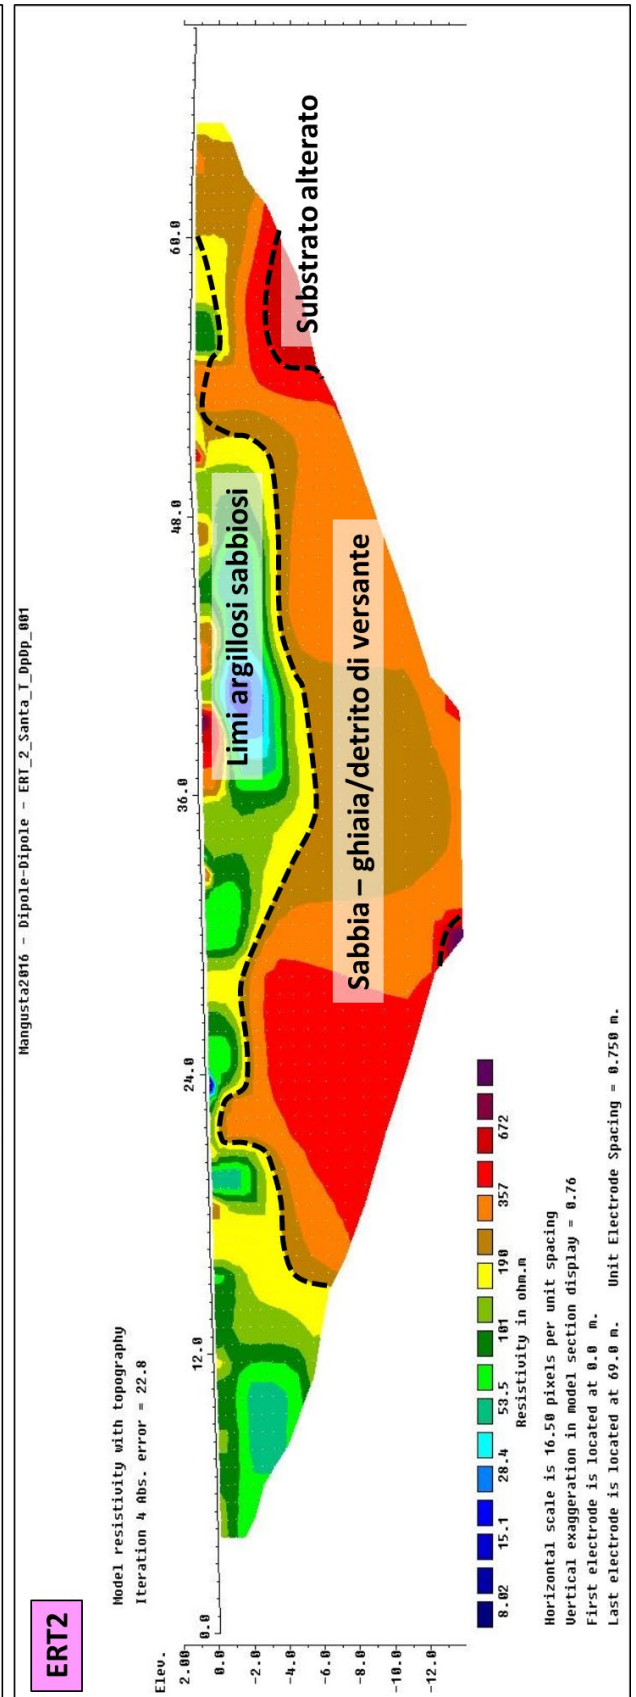 ERT2
Mangusta2016 - Dipole-Dipole - ERT_2_Santa_T_DpDp_001
Model resistivity with topography
Iteration 4 Abs. error = 22.8
Elev.
0.0 12.0 24.0 36.0 48.0 60.0
2.00
0.0
-2.0
-4.0
-6.0
-8.0
-10.0
-12.0
Limi argillosi sabbiosi
Sabbia – ghiaia/detrito di versante
Substrato alterato
8.02 15.1 28.4 53.5 101 190 357 672
Resistivity in ohm.m
Horizontal scale is 16.50 pixels per unit spacing
Vertical exaggeration in model section display = 0.76
First electrode is located at 0.0 m.
Last electrode is located at 69.0 m. Unit Electrode Spacing = 0.750 m.